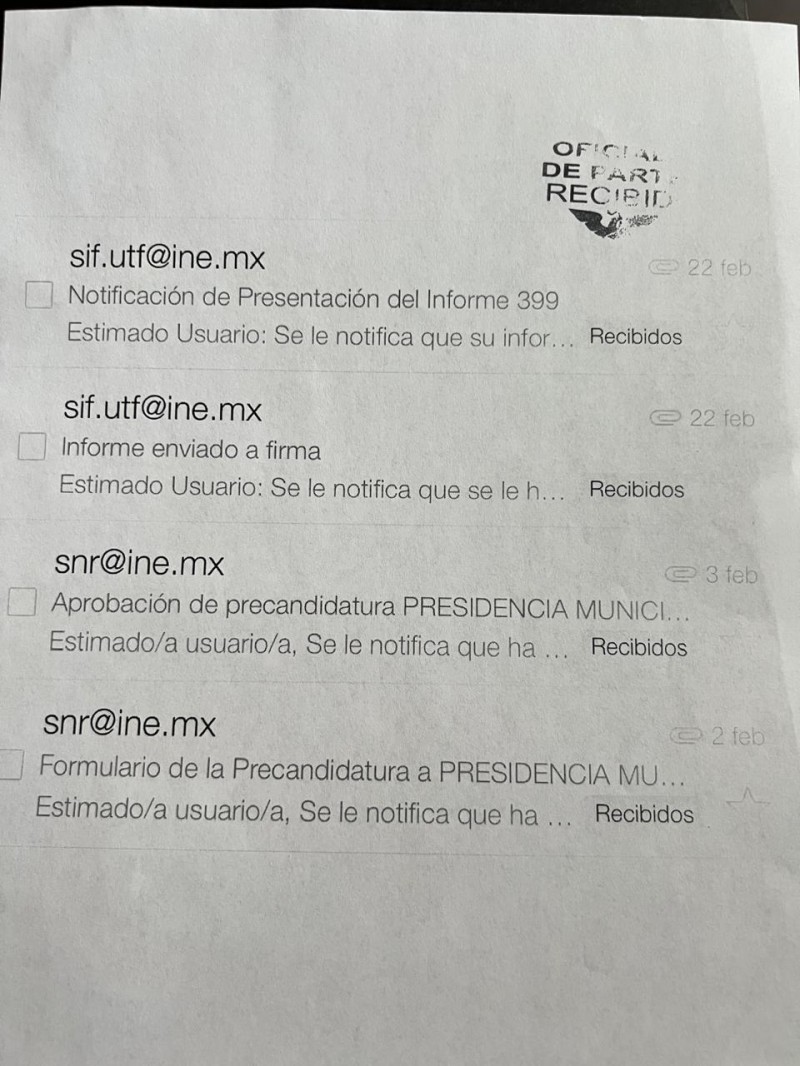 OFICIAL
DE PART
RECIBID
sif.utf@ine.mx
22 feb
Notificación de Presentación del Informe 399
Estimado Usuario: Se le notifica que su infor... Recibidos
sif.utf@ine.mx
22 feb
Informe enviado a firma
Estimado Usuario: Se le notifica que se le h... Recibidos
snr@ine.mx
3 feb
Aprobación de precandidatura PRESIDENCIA MUNICI...
Estimado/a usuario/a, Se le notifica que ha ... Recibidos
snr@ine.mx
2 feb
Formulario de la Precandidatura a PRESIDENCIA MU...
Estimado/a usuario/a, Se le notifica que ha ... Recibidos